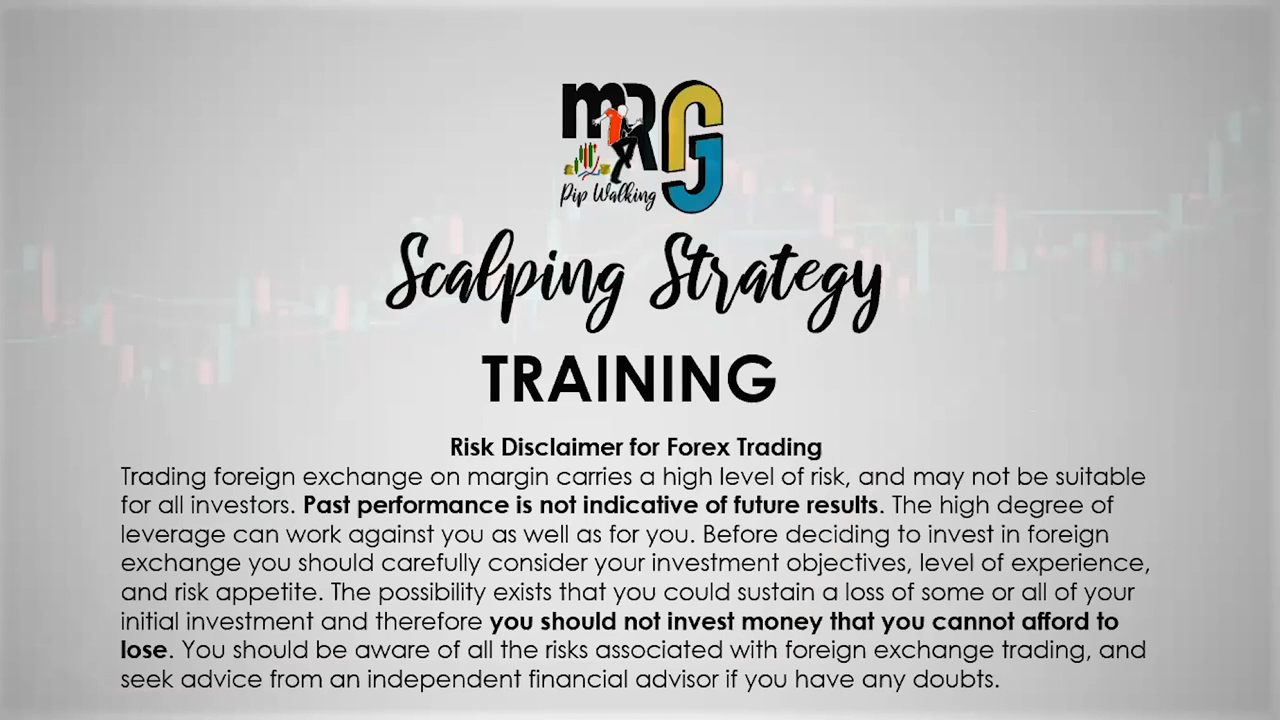 mR G
Pip Walking
Scalping Strategy
TRAINING
Risk Disclaimer for Forex Trading
Trading foreign exchange on margin carries a high level of risk, and may not be suitable
for all investors. Past performance is not indicative of future results. The high degree of
leverage can work against you as well as for you. Before deciding to invest in foreign
exchange you should carefully consider your investment objectives, level of experience,
and risk appetite. The possibility exists that you could sustain a loss of some or all of your
initial investment and therefore you should not invest money that you cannot afford to
lose. You should be aware of all the risks associated with foreign exchange trading, and
seek advice from an independent financial advisor if you have any doubts.